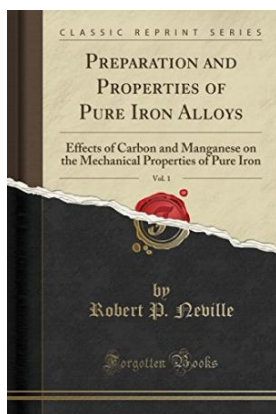 CLASSIC REPRINT SERIES
PREPARATION AND
PROPERTIES OF
PURE IRON ALLOYS
Effects of Carbon and Manganese on
the Mechanical Properties of Pure Iron
Vol. 1
by
Robert P. Neville
Forgotten Books